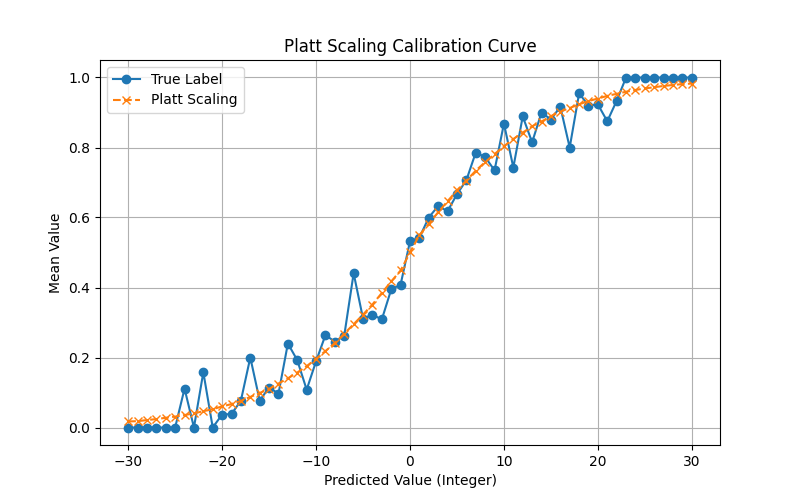 Platt Scaling Calibration Curve
True Label
Platt Scaling
1.0
0.8
0.6
0.4
0.2
0.0
Mean Value
−30
−20
−10
0
10
20
30
Predicted Value (Integer)